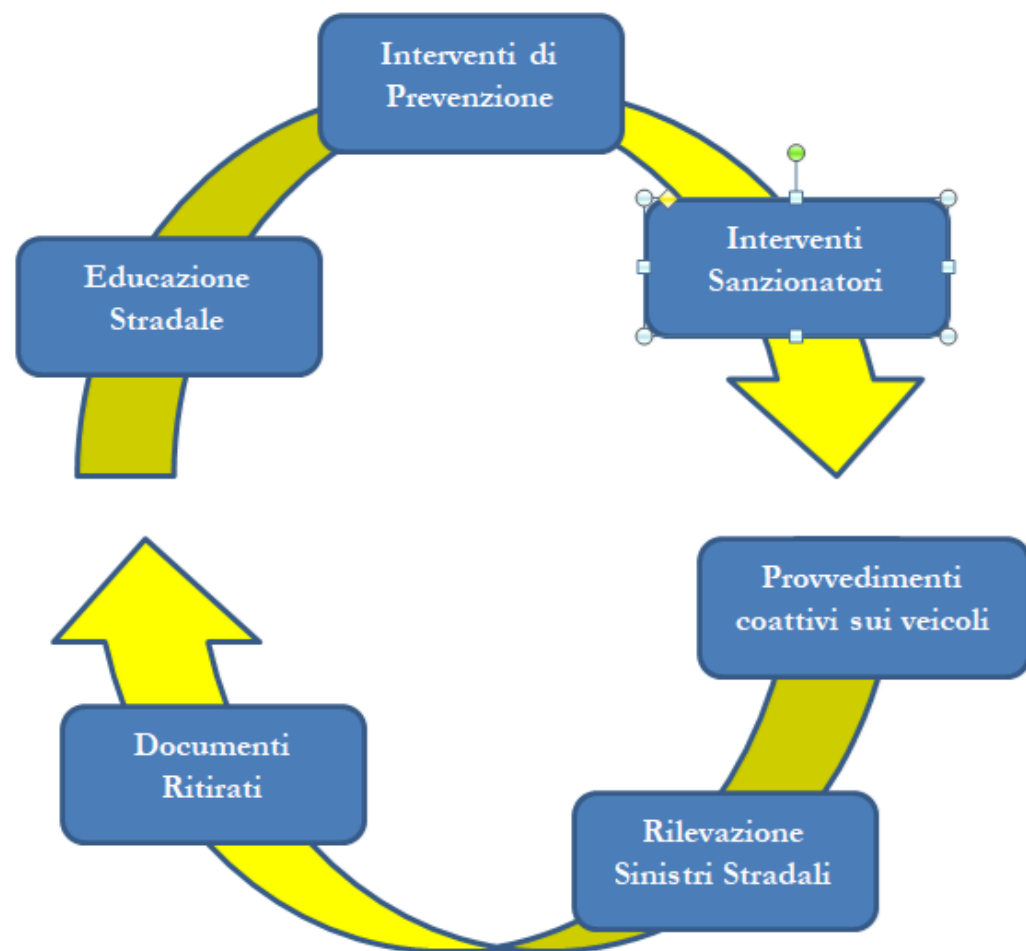 Interventi di
Prevenzione
Interventi
Sanzionatori
Educazione
Stradale
Provvedimenti
coattivi sui veicoli
Documenti
Ritirati
Rilevazione
Sinistri Stradali